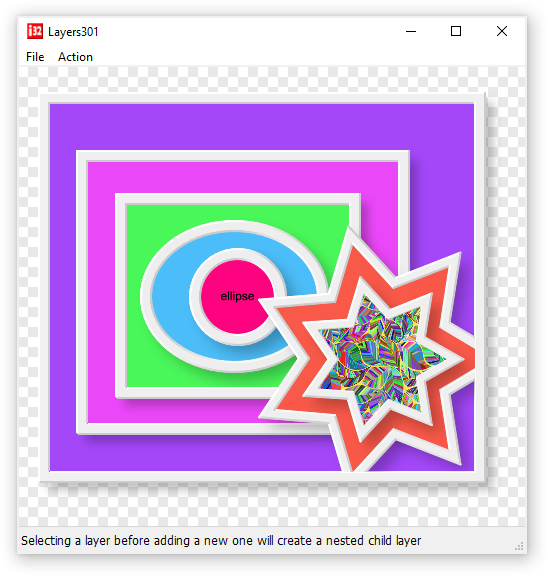 i32 Layers301
File Action
ellipse
Selecting a layer before adding a new one will create a nested child layer